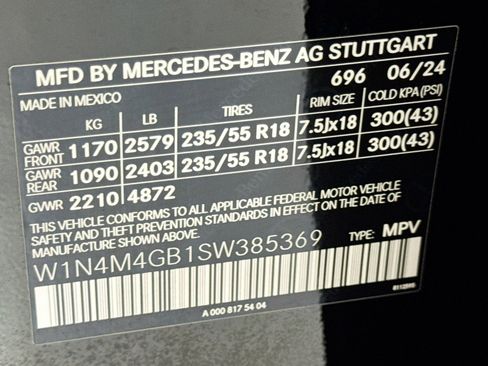 MFD BY MERCEDES-BENZ AG STUTTGART
696 06/24
MADE IN MEXICO
KG LB TIRES RIM SIZE COLD KPA (PSI)
GAWR FRONT 1170 2579 235/55 R18 7.5Jx18 300(43)
GAWR REAR 1090 2403 235/55 R18 7.5Jx18 300(43)
GVWR 2210 4872
THIS VEHICLE CONFORMS TO ALL APPLICABLE FEDERAL MOTOR VEHICLE
SAFETY AND THEFT PREVENTION STANDARDS IN EFFECT ON THE DATE OF
MANUFACTURE SHOWN ABOVE.
W1N4M4GB1SW385369 TYPE: MPV
A 000 817 54 04